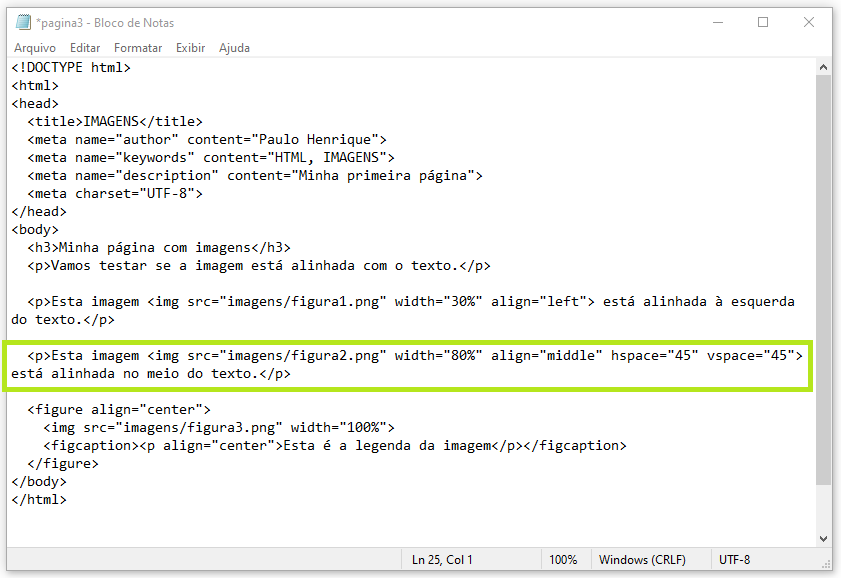 *pagina3 - Bloco de Notas
Arquivo Editar Formatar Exibir Ajuda
<!DOCTYPE html>
<html>
<head>
  <title>IMAGENS</title>
  <meta name="author" content="Paulo Henrique">
  <meta name="keywords" content="HTML, IMAGENS">
  <meta name="description" content="Minha primeira página">
  <meta charset="UTF-8">
</head>
<body>
  <h3>Minha página com imagens</h3>
  <p>Vamos testar se a imagem está alinhada com o texto.</p>
  <p>Esta imagem <img src="imagens/figura1.png" width="30%" align="left"> está alinhada à esquerda
do texto.</p>
  <p>Esta imagem <img src="imagens/figura2.png" width="80%" align="middle" hspace="45" vspace="45">
está alinhada no meio do texto.</p>
  <figure align="center">
    <img src="imagens/figura3.png" width="100%">
    <figcaption><p align="center">Esta é a legenda da imagem</p></figcaption>
  </figure>
</body>
</html>
Ln 25, Col 1 100% Windows (CRLF) UTF-8